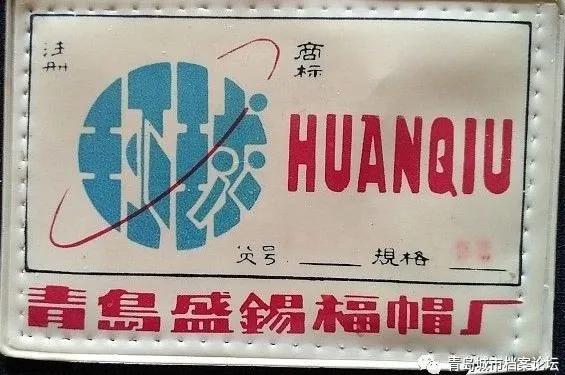 注册 商标
环球
HUANQIU
货号 规格
青島盛錫福帽厂
青岛城市档案论坛